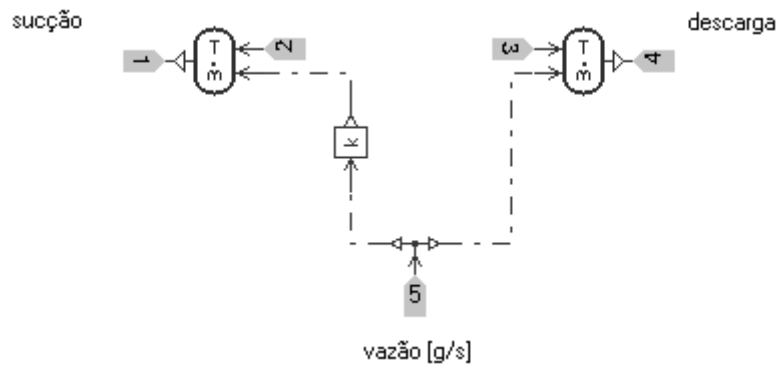 sucção
descarga
1
T
ṁ
2
3
T
ṁ
4
k
5
vazão [g/s]